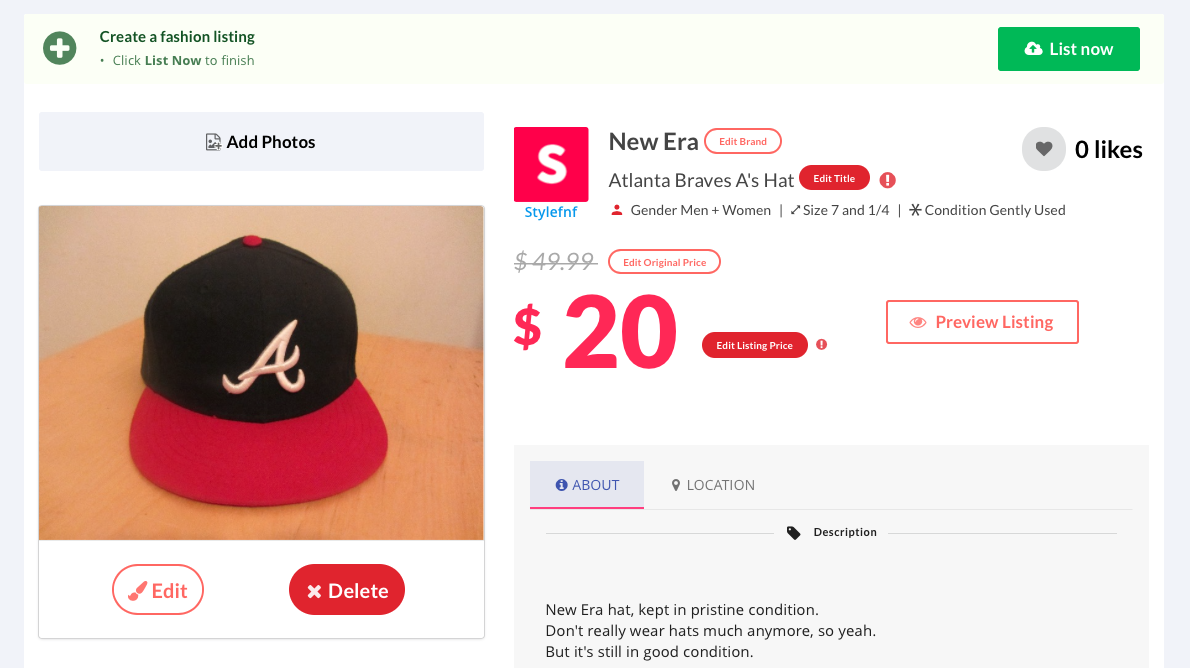 Create a fashion listing
• Click List Now to finish
List now
Add Photos
S
Stylefnf
New Era
Edit Brand
0 likes
Atlanta Braves A's Hat
Edit Title
Gender Men + Women | Size 7 and 1/4 | Condition Gently Used
$ 49.99
Edit Original Price
$ 20
Edit Listing Price
Preview Listing
A
Edit
Delete
ABOUT
LOCATION
Description
New Era hat, kept in pristine condition.
Don't really wear hats much anymore, so yeah.
But it's still in good condition.